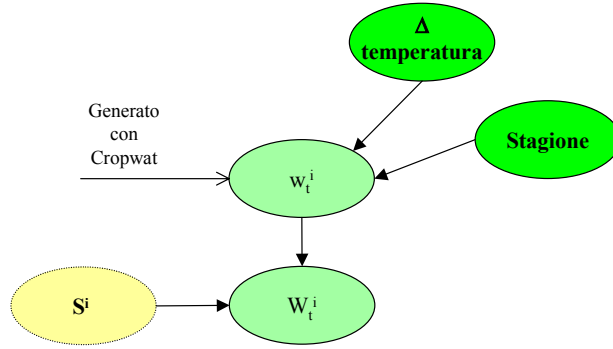 Δ
temperatura
Generato
con
Cropwat
Stagione
w_t^i
S^i
W_t^i